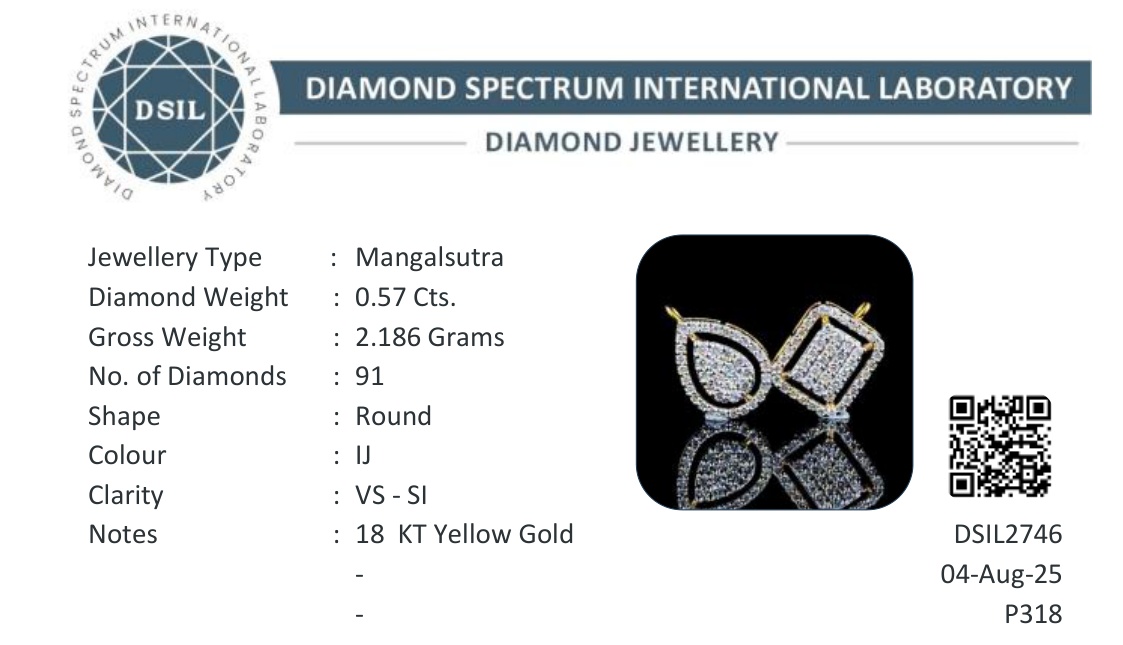 DIAMOND SPECTRUM INTERNATIONAL LABORATORY
DSIL
DIAMOND SPECTRUM INTERNATIONAL LABORATORY
DIAMOND JEWELLERY
Jewellery Type : Mangalsutra
Diamond Weight : 0.57 Cts.
Gross Weight : 2.186 Grams
No. of Diamonds : 91
Shape : Round
Colour : IJ
Clarity : VS - SI
Notes : 18 KT Yellow Gold
-
-
DSIL2746
04-Aug-25
P318